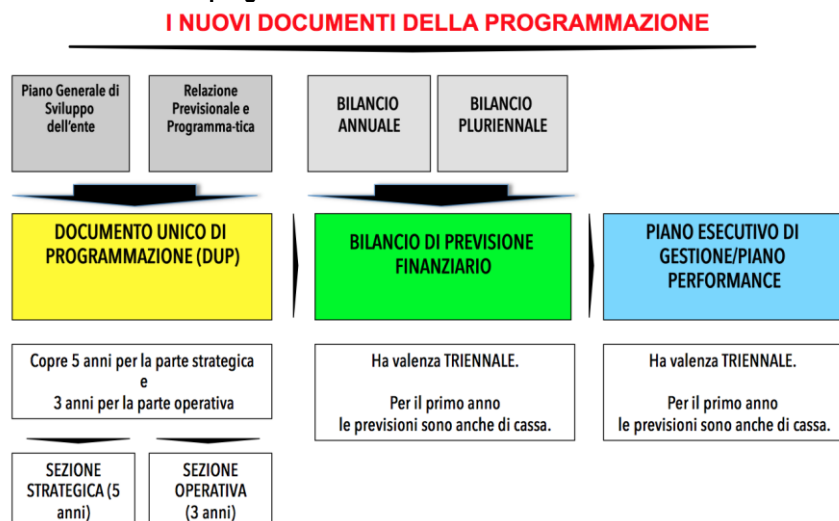 I NUOVI DOCUMENTI DELLA PROGRAMMAZIONE
Piano Generale di
Sviluppo
dell'ente
Relazione
Previsionale e
Programma-tica
BILANCIO
ANNUALE
BILANCIO
PLURIENNALE
DOCUMENTO UNICO DI
PROGRAMMAZIONE (DUP)
BILANCIO DI PREVISIONE
FINANZIARIO
PIANO ESECUTIVO DI
GESTIONE/PIANO
PERFORMANCE
Copre 5 anni per la parte strategica
e
3 anni per la parte operativa
Ha valenza TRIENNALE.
Per il primo anno
le previsioni sono anche di cassa.
Ha valenza TRIENNALE.
Per il primo anno
le previsioni sono anche di cassa.
SEZIONE
STRATEGICA (5
anni)
SEZIONE
OPERATIVA
(3 anni)